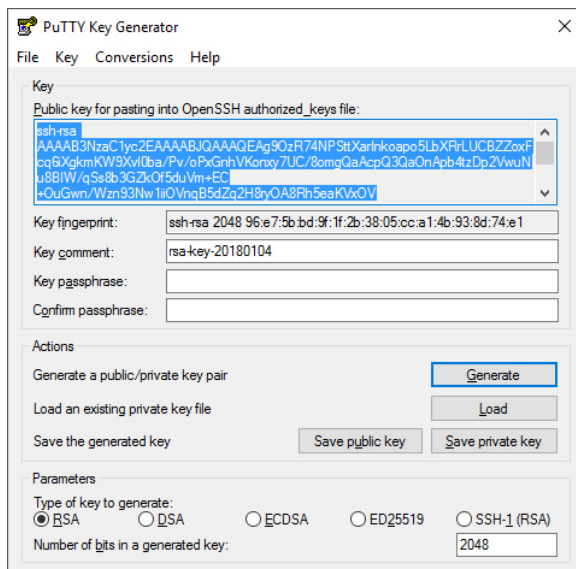 PuTTY Key Generator
File Key Conversions Help
Key
Public key for pasting into OpenSSH authorized_keys file:
ssh-rsa
AAAAB3NzaC1yc2EAAAABJQAAAQEAg9OzR74NPSttXarInkoapo5LbXRrLUCBZZoxF
cq6iXgkmKW9XvI0ba/Pv/oPxGnhVKonxy7UC/8omgQaAcpQ3QaOnApb4tzDp2VwuN
u8BIW/qSs8b3GZkOf5duVm+EC
+OuGwn/Wzn93Nw1iiOVnqB5dZq2H8ryOA8Rh5eaKVxOV
Key fingerprint: ssh-rsa 2048 96:e7:5b:bd:9f:1f:2b:38:05:cc:a1:4b:93:8d:74:e1
Key comment: rsa-key-20180104
Key passphrase:
Confirm passphrase:
Actions
Generate a public/private key pair Generate
Load an existing private key file Load
Save the generated key Save public key Save private key
Parameters
Type of key to generate:
RSA DSA ECDSA ED25519 SSH-1 (RSA)
Number of bits in a generated key: 2048